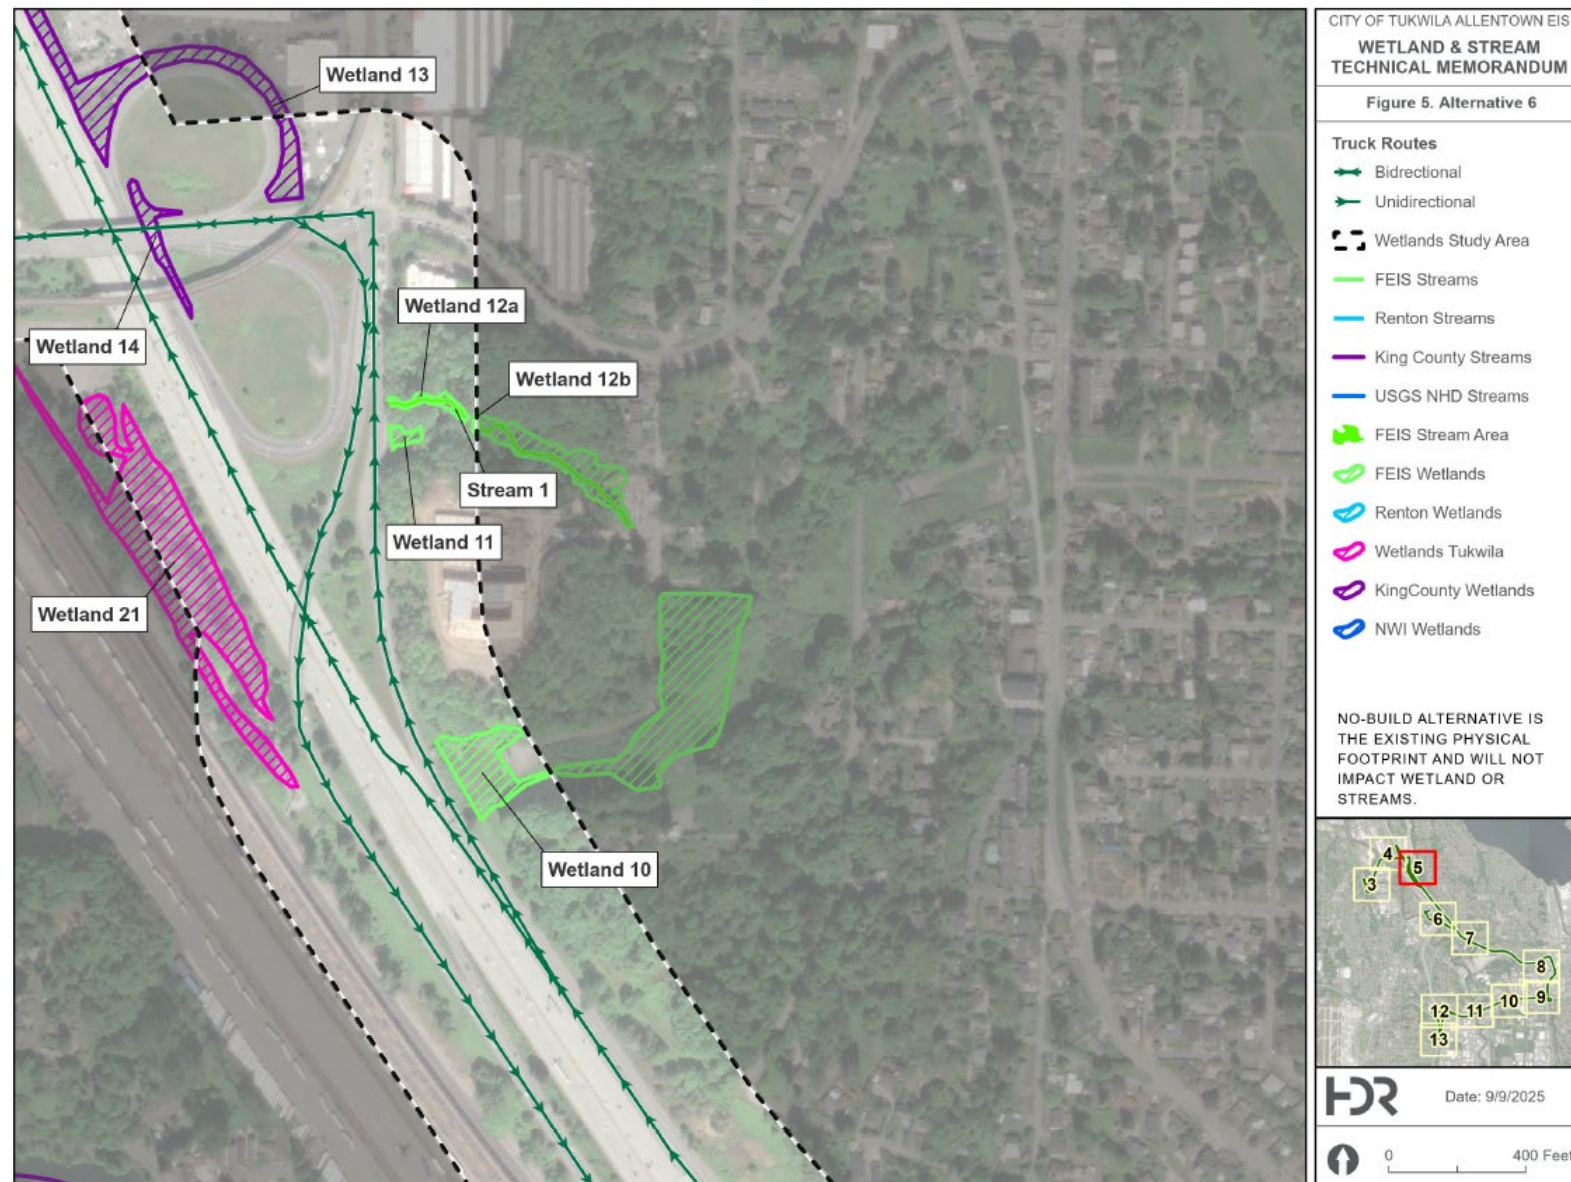 Wetland 13
Wetland 12a
Wetland 14
Wetland 12b
Stream 1
Wetland 11
Wetland 21
Wetland 10
CITY OF TUKWILA ALLENTOWN EIS
WETLAND & STREAM
TECHNICAL MEMORANDUM
Figure 5. Alternative 6
Truck Routes
Bidrectional
Unidirectional
Wetlands Study Area
FEIS Streams
Renton Streams
King County Streams
USGS NHD Streams
FEIS Stream Area
FEIS Wetlands
Renton Wetlands
Wetlands Tukwila
KingCounty Wetlands
NWI Wetlands
NO-BUILD ALTERNATIVE IS
THE EXISTING PHYSICAL
FOOTPRINT AND WILL NOT
IMPACT WETLAND OR
STREAMS.
4
5
3
6
7
8
9
10
11
12
13
HDR
Date: 9/9/2025
0 400 Feet